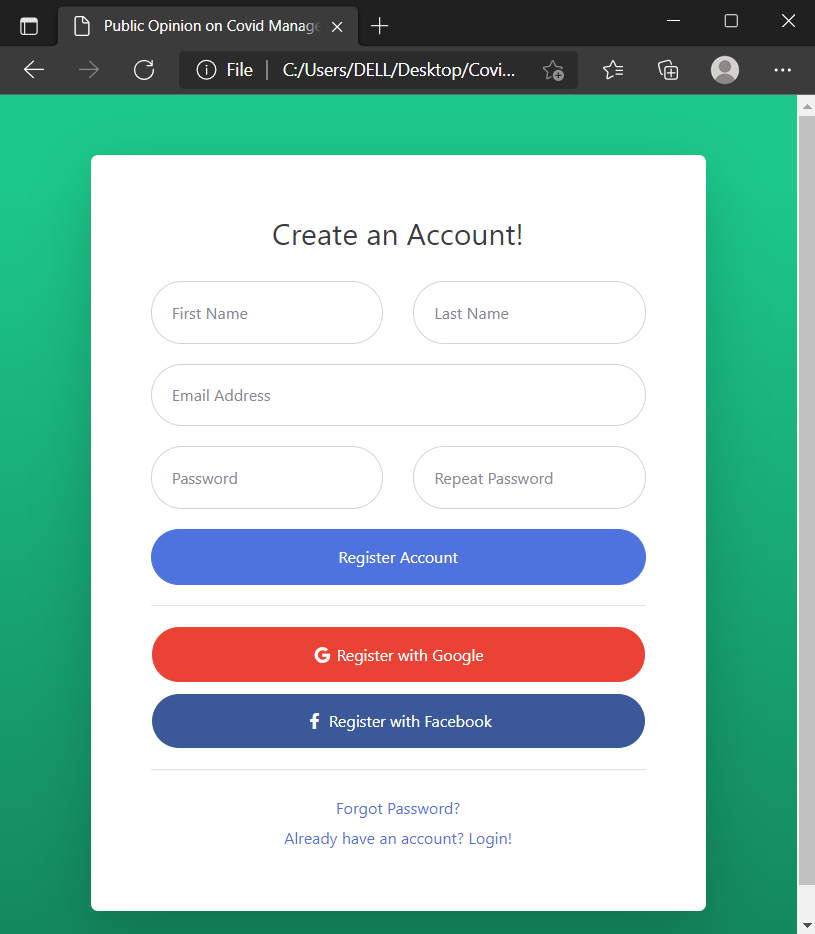 Public Opinion on Covid Manage
File | C:/Users/DELL/Desktop/Covi...
Create an Account!
First Name
Last Name
Email Address
Password
Repeat Password
Register Account
G Register with Google
f Register with Facebook
Forgot Password?
Already have an account? Login!